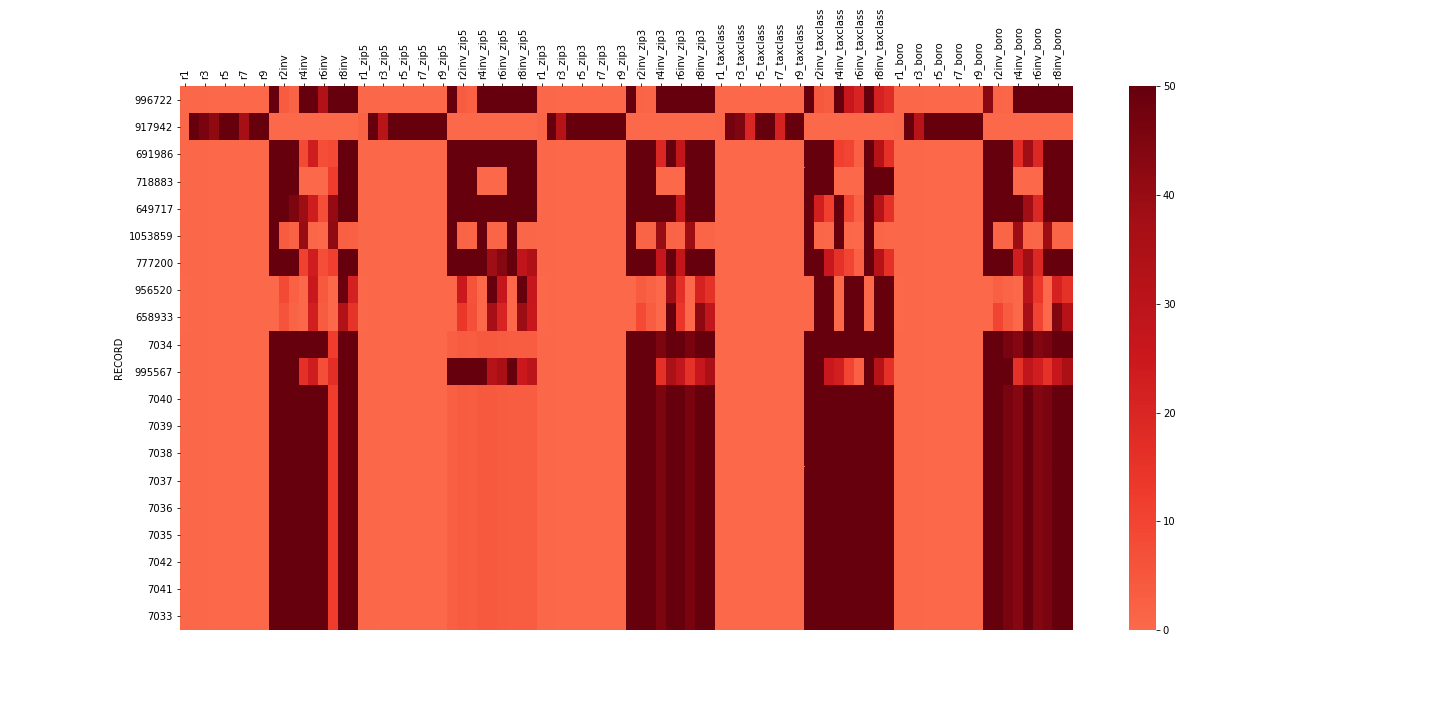 r1
r3
r5
r7
r9
r2inv
r4inv
r6inv
r8inv
r1_zip5
r3_zip5
r5_zip5
r7_zip5
r9_zip5
r2inv_zip5
r4inv_zip5
r6inv_zip5
r8inv_zip5
r1_zip3
r3_zip3
r5_zip3
r7_zip3
r9_zip3
r2inv_zip3
r4inv_zip3
r6inv_zip3
r8inv_zip3
r1_taxclass
r3_taxclass
r5_taxclass
r7_taxclass
r9_taxclass
r2inv_taxclass
r4inv_taxclass
r6inv_taxclass
r8inv_taxclass
r1_boro
r3_boro
r5_boro
r7_boro
r9_boro
r2inv_boro
r4inv_boro
r6inv_boro
r8inv_boro
RECORD
996722
917942
691986
718883
649717
1053859
777200
956520
658933
7034
995567
7040
7039
7038
7037
7036
7035
7042
7041
7033
50
40
30
20
10
0